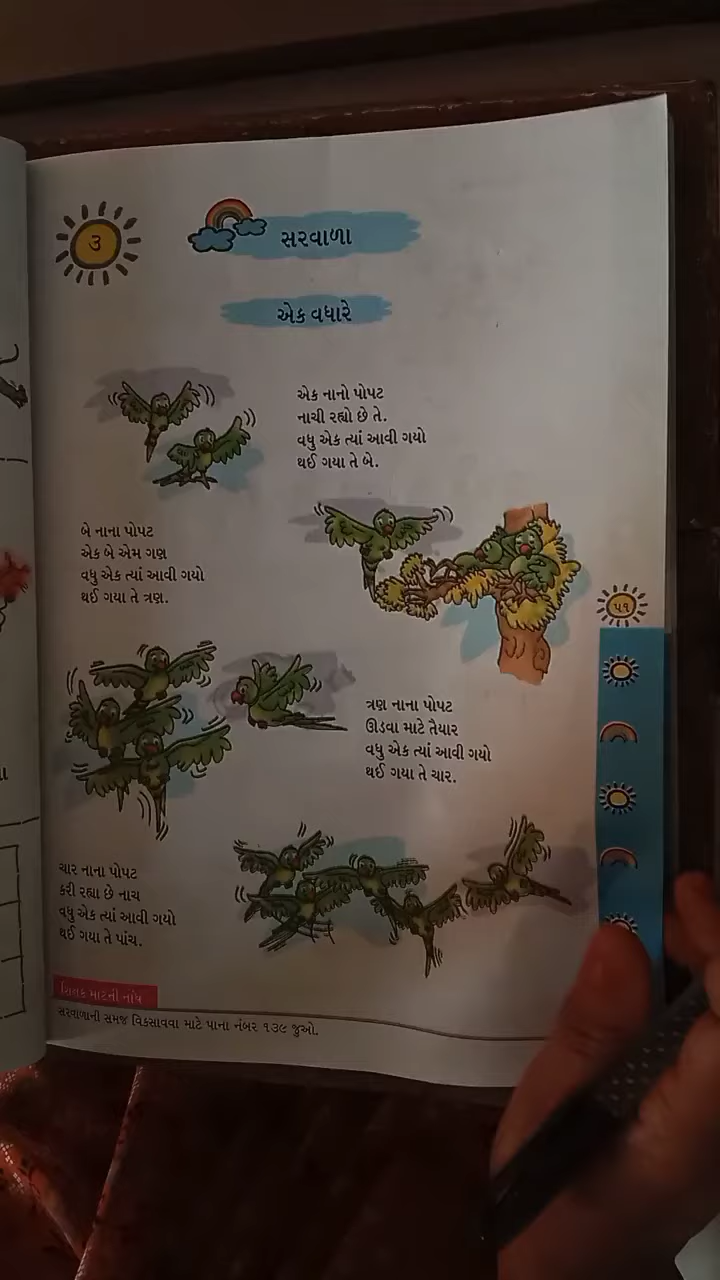 ૩
સરવાળા
એક વધારે
એક નાનો પોપટ
નાચી રહ્યો છે તે.
વધુ એક ત્યાં આવી ગયો
થઈ ગયા તે બે.
બે નાના પોપટ
એક બે એમ ગણ
વધુ એક ત્યાં આવી ગયો
થઈ ગયા તે ત્રણ.
૫૧
ત્રણ નાના પોપટ
ઊડવા માટે તૈયાર
વધુ એક ત્યાં આવી ગયો
થઈ ગયા તે ચાર.
ચાર નાના પોપટ
કરી રહ્યા છે નાચ
વધુ એક ત્યાં આવી ગયો
થઈ ગયા તે પાંચ.
શિક્ષક માટેની નોંધ
સરવાળાની સમજ વિકસાવવા માટે પાના નંબર ૧૩૯ જુઓ.